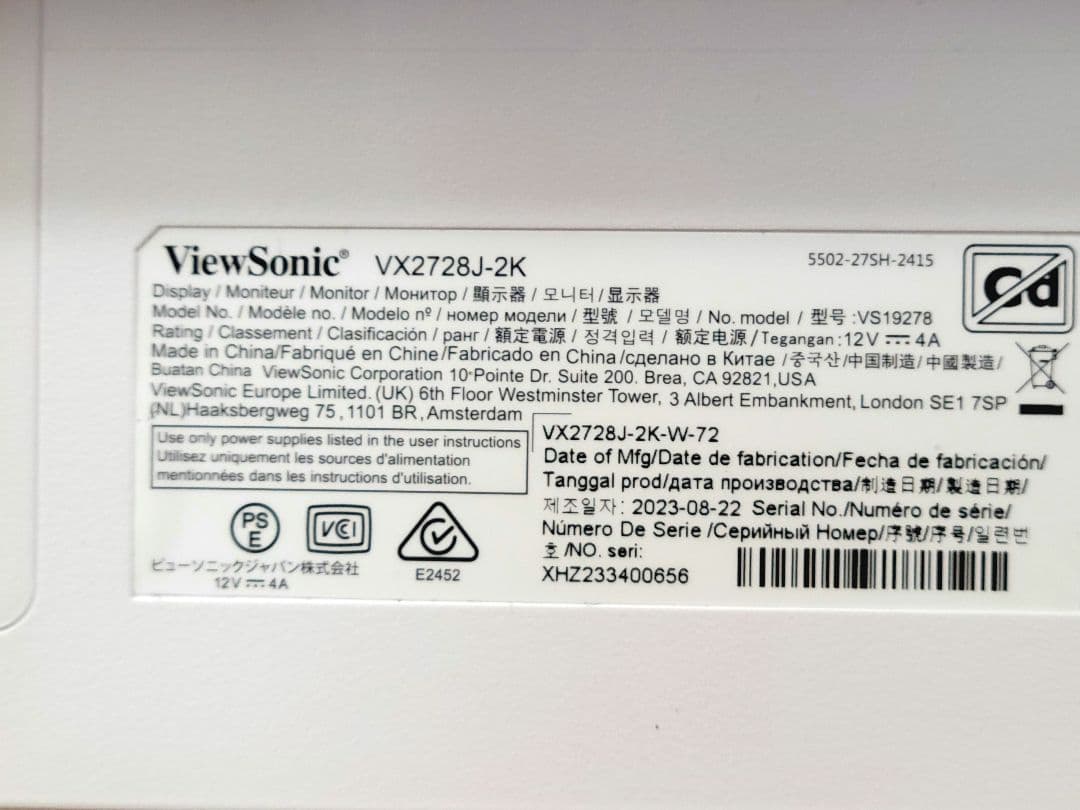 ViewSonic® VX2728J-2K
5502-27SH-2415
Cd
Display / Moniteur / Monitor / Монитор / 顯示器 / 모니터 / 显示器
Model No. / Modèle no. / Modelo nº / номер модели / 型號 / 모델명 / No. model / 型号 :VS19278
Rating / Classement / Clasificación / ранг / 額定電源 / 정격입력 / 额定电源 / Tegangan : 12V ⎓ 4A
Made in China/Fabriqué en Chine /Fabricado en China /сделано в Китае /중국산/中国制造/中國製造/
Buatan China ViewSonic Corporation 10 Pointe Dr. Suite 200. Brea, CA 92821,USA
ViewSonic Europe Limited. (UK) 6th Floor Westminster Tower, 3 Albert Embankment, London SE1 7SP
(NL)Haaksbergweg 75 , 1101 BR , Amsterdam
Use only power supplies listed in the user instructions
Utilisez uniquement les sources d'alimentation
mentionnées dans les instructions d'utilisation.
VX2728J-2K-W-72
Date of Mfg/Date de fabrication/Fecha de fabricación/
Tanggal prod/дата производства/制造日期/製造日期/
제조일자: 2023-08-22 Serial No./Numéro de série/
Número De Serie /Серийный Номер/序號/序号/일련번
호 /NO. seri:
XHZ233400656
PS
E
VCCI
E2452
ビューソニックジャパン株式会社
12V ⎓ 4A